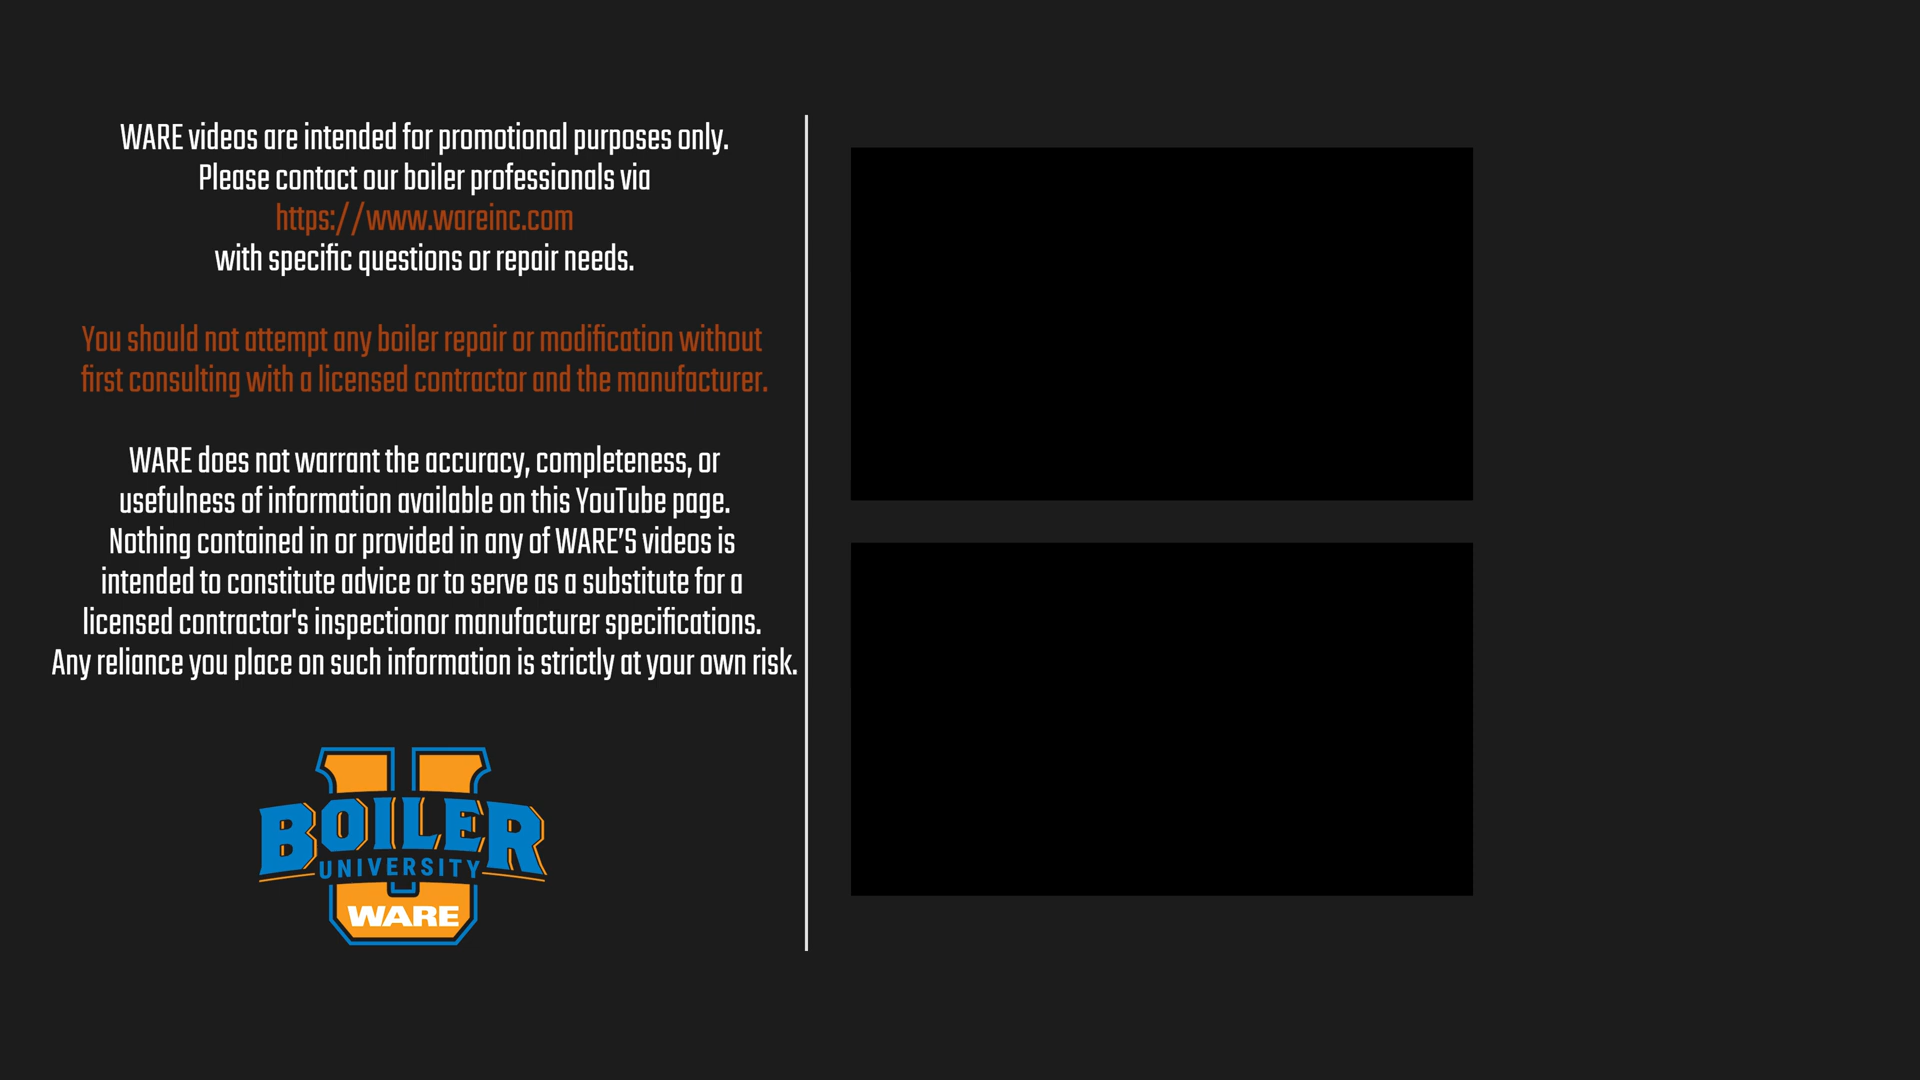 WARE videos are intended for promotional purposes only.
Please contact our boiler professionals via
https://www.wareinc.com
with specific questions or repair needs.
You should not attempt any boiler repair or modification without
first consulting with a licensed contractor and the manufacturer.
WARE does not warrant the accuracy, completeness, or
usefulness of information available on this YouTube page.
Nothing contained in or provided in any of WARE'S videos is
intended to constitute advice or to serve as a substitute for a
licensed contractor's inspectionor manufacturer specifications.
Any reliance you place on such information is strictly at your own risk.
U
BOILER
UNIVERSITY
WARE